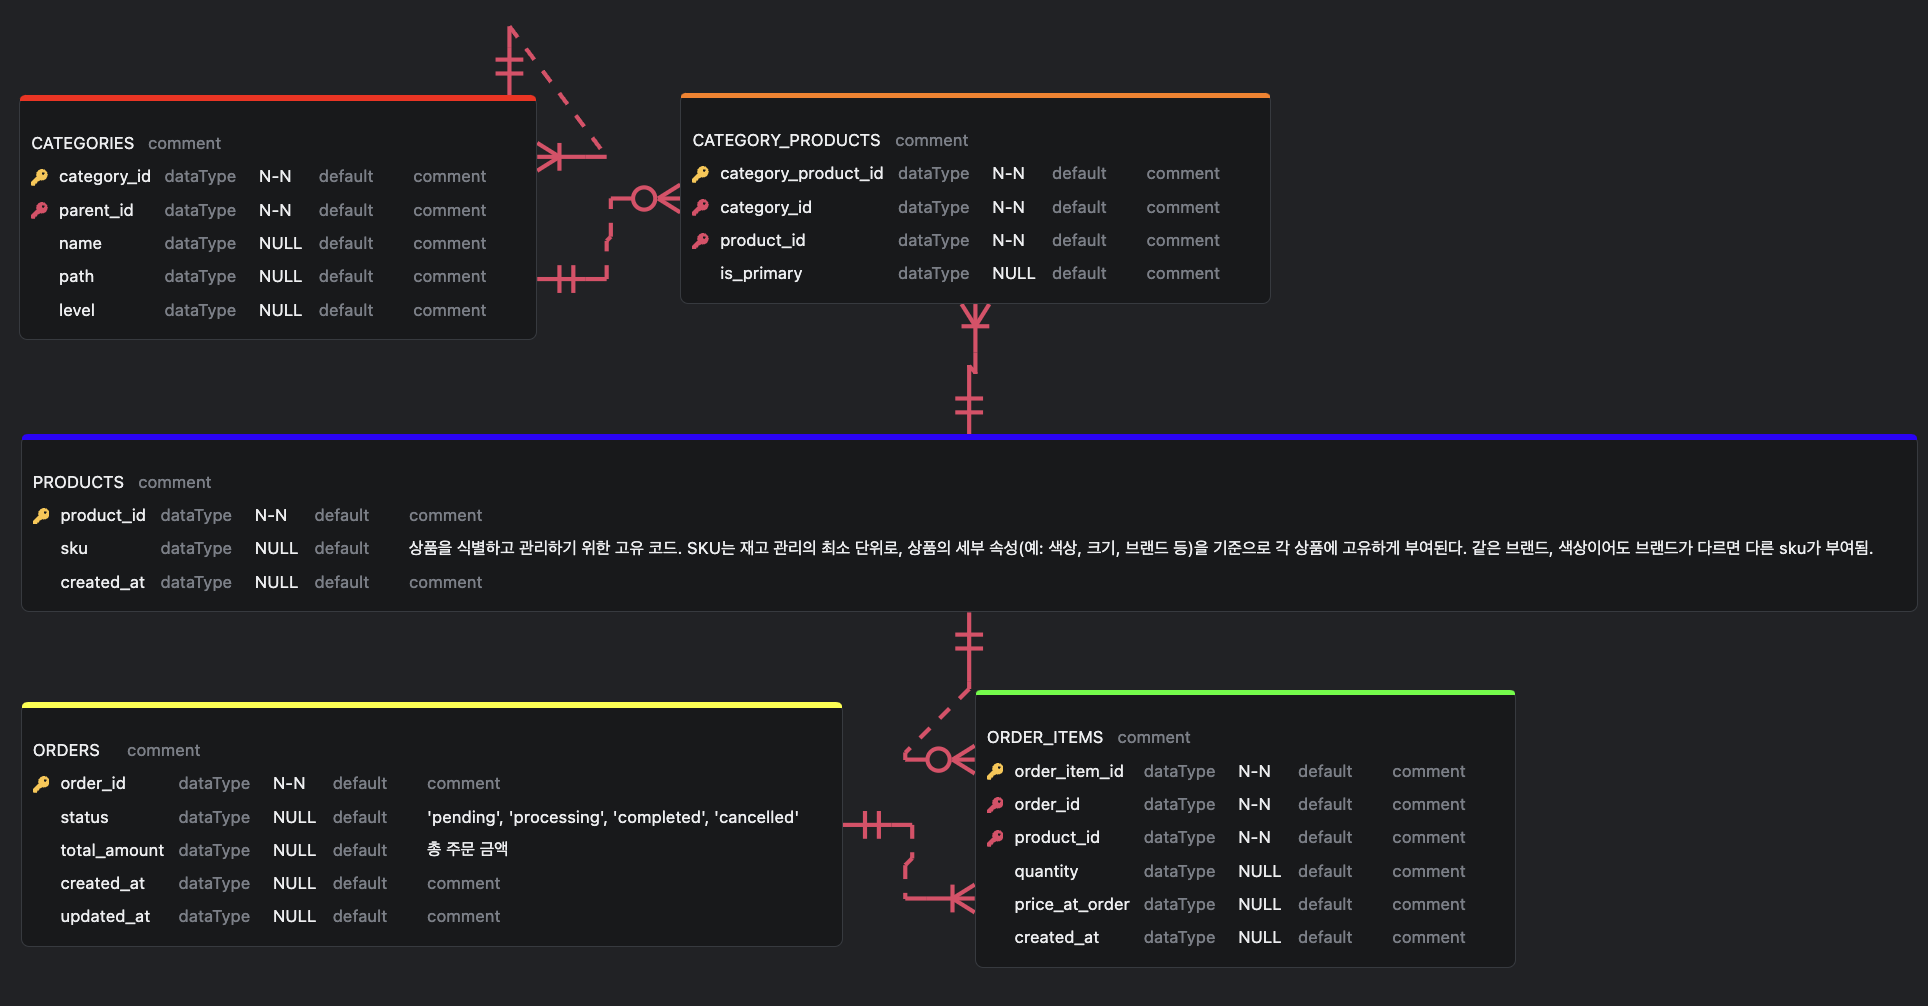 CATEGORIES comment
category_id dataType N-N default comment
parent_id dataType N-N default comment
name dataType NULL default comment
path dataType NULL default comment
level dataType NULL default comment
CATEGORY_PRODUCTS comment
category_product_id dataType N-N default comment
category_id dataType N-N default comment
product_id dataType N-N default comment
is_primary dataType NULL default comment
PRODUCTS comment
product_id dataType N-N default comment
sku dataType NULL default 상품을 식별하고 관리하기 위한 고유 코드. SKU는 재고 관리의 최소 단위로, 상품의 세부 속성(예: 색상, 크기, 브랜드 등)을 기준으로 각 상품에 고유하게 부여된다. 같은 브랜드, 색상이어도 브랜드가 다르면 다른 sku가 부여됨.
created_at dataType NULL default comment
ORDERS comment
order_id dataType N-N default comment
status dataType NULL default 'pending', 'processing', 'completed', 'cancelled'
total_amount dataType NULL default 총 주문 금액
created_at dataType NULL default comment
updated_at dataType NULL default comment
ORDER_ITEMS comment
order_item_id dataType N-N default comment
order_id dataType N-N default comment
product_id dataType N-N default comment
quantity dataType NULL default comment
price_at_order dataType NULL default comment
created_at dataType NULL default comment